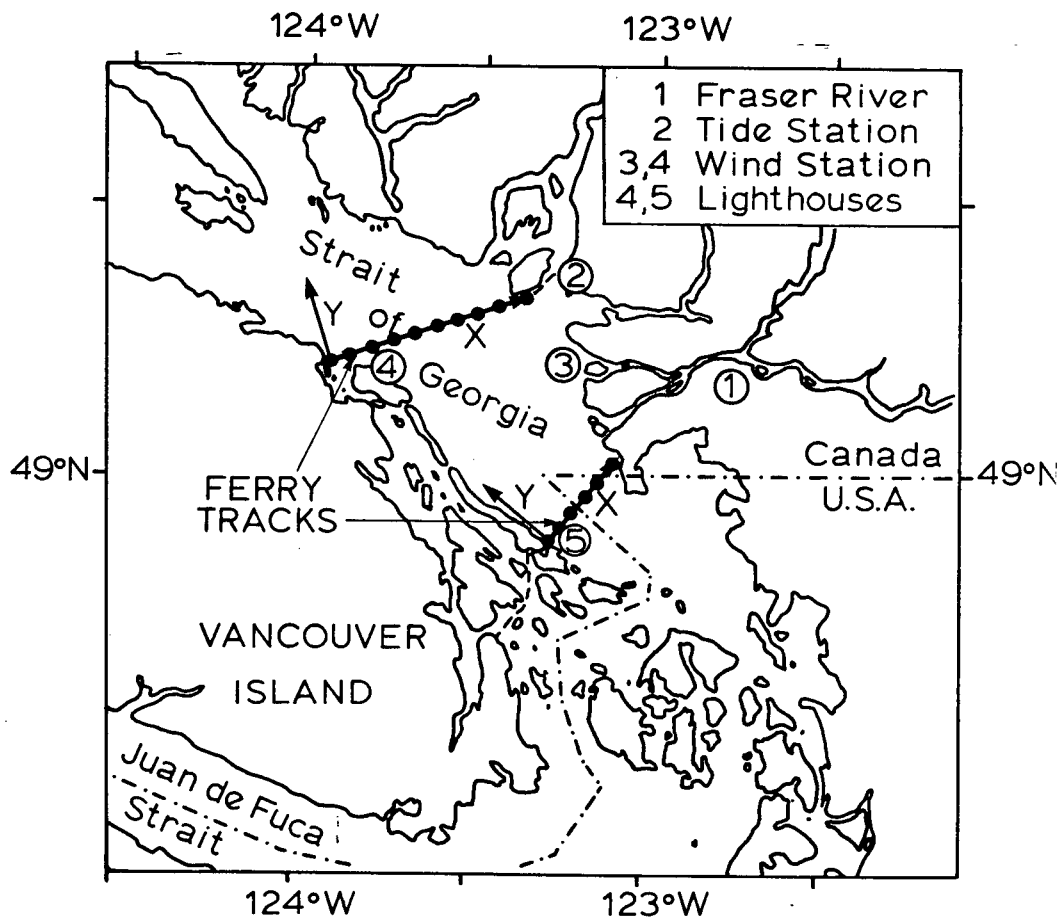 124°W 123°W
1 Fraser River
2 Tide Station
3,4 Wind Station
4,5 Lighthouses
Strait
of
Georgia
Y
X
2
3
4
1
49°N
49°N
Canada
U.S.A.
FERRY
TRACKS
Y
X
5
VANCOUVER
ISLAND
Juan de Fuca
Strait
124°W 123°W